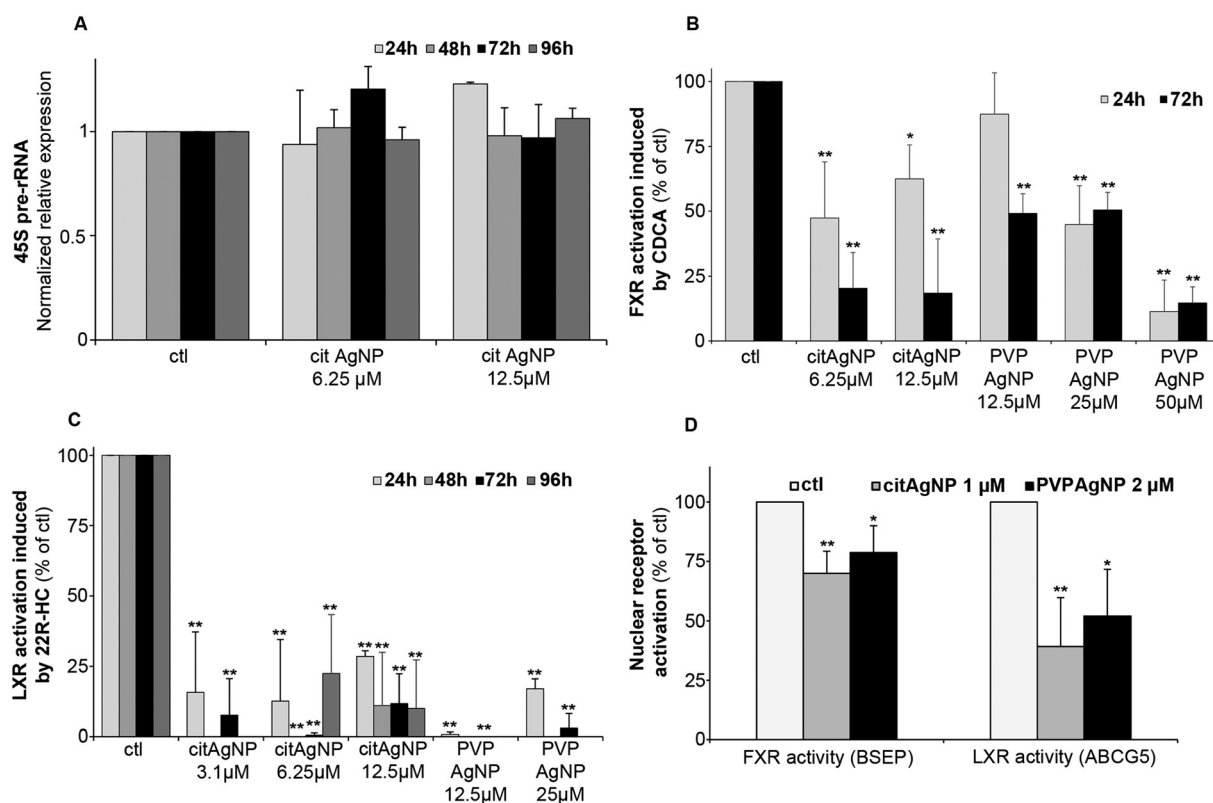 A
24h 48h 72h 96h
45S pre-rRNA
Normalized relative expression
1
0.5
0
ctl
cit AgNP
6.25 µM
cit AgNP
12.5µM
B
24h 72h
FXR activation induced
by CDCA (% of ctl)
100
75
50
25
0
** ** * ** ** ** ** ** **
ctl
citAgNP
6.25µM
citAgNP
12.5µM
PVP
AgNP
12.5µM
PVP
AgNP
25µM
PVP
AgNP
50µM
C
24h 48h 72h 96h
LXR activation induced
by 22R-HC (% of ctl)
100
75
50
25
0
** ** ** ** ** ** ** ** ** ** ** ** ** **
ctl
citAgNP
3.1µM
citAgNP
6.25µM
citAgNP
12.5µM
PVP
AgNP
12.5µM
PVP
AgNP
25µM
D
ctl citAgNP 1 µM PVPAgNP 2 µM
Nuclear receptor
activation (% of ctl)
100
75
50
25
0
** * ** *
FXR activity (BSEP)
LXR activity (ABCG5)